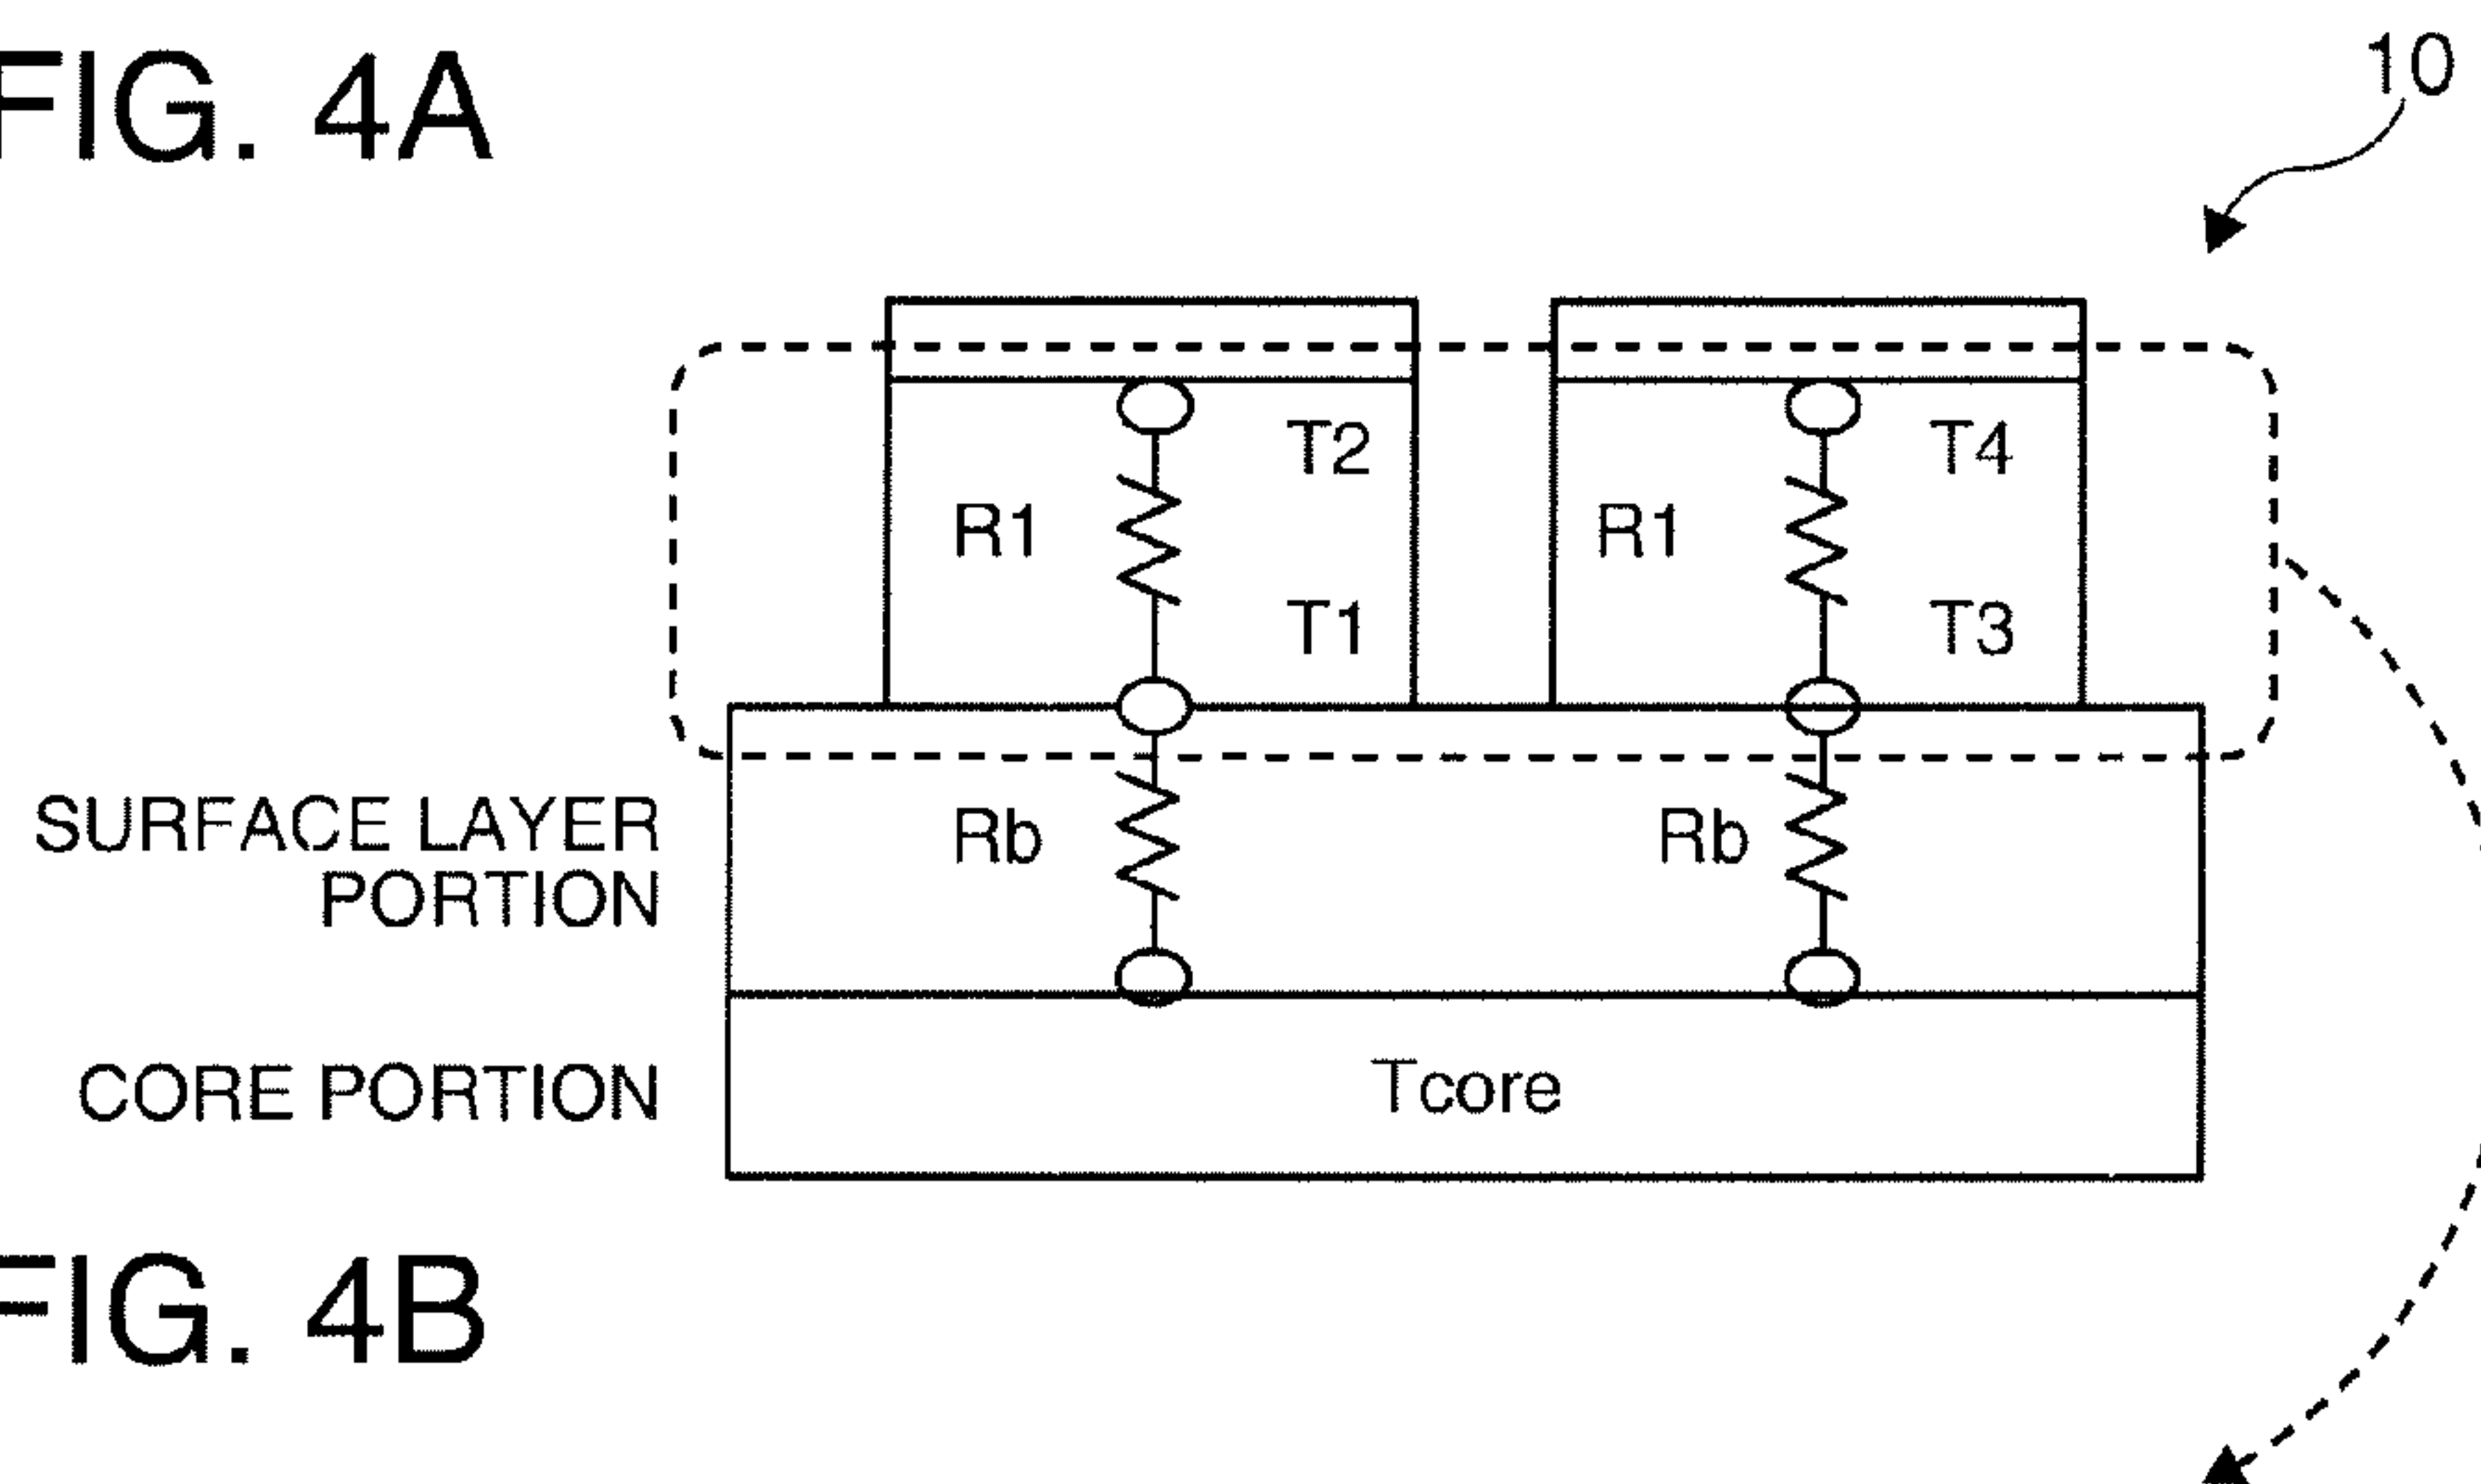 FIG. 4A
10
T2
T4
R1
R1
T1
T3
SURFACE LAYER
PORTION
Rb
Rb
CORE PORTION
Tcore
FIG. 4B